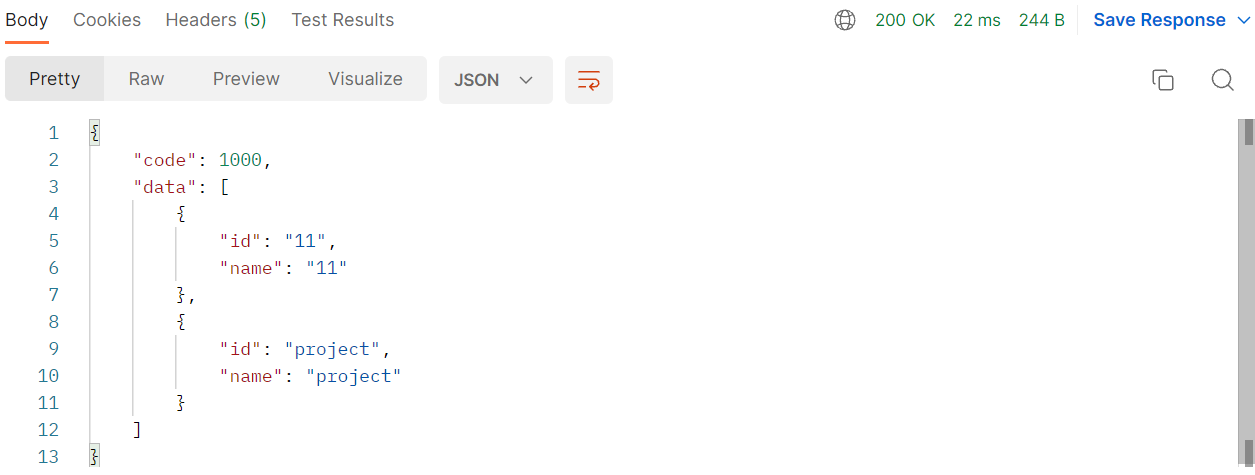 Body Cookies Headers (5) Test Results 200 OK 22 ms 244 B Save Response
Pretty Raw Preview Visualize JSON
1 {
2 "code": 1000,
3 "data": [
4 {
5 "id": "11",
6 "name": "11"
7 },
8 {
9 "id": "project",
10 "name": "project"
11 }
12 ]
13 }